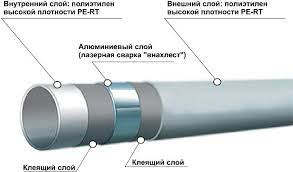 Внутренний слой: полиэтилен
высокой плотности PE-RT
Внешний слой: полиэтилен
высокой плотности PE-RT
Алюминиевый слой
(лазерная сварка "внахлест")
Клеящий слой
Клеящий слой